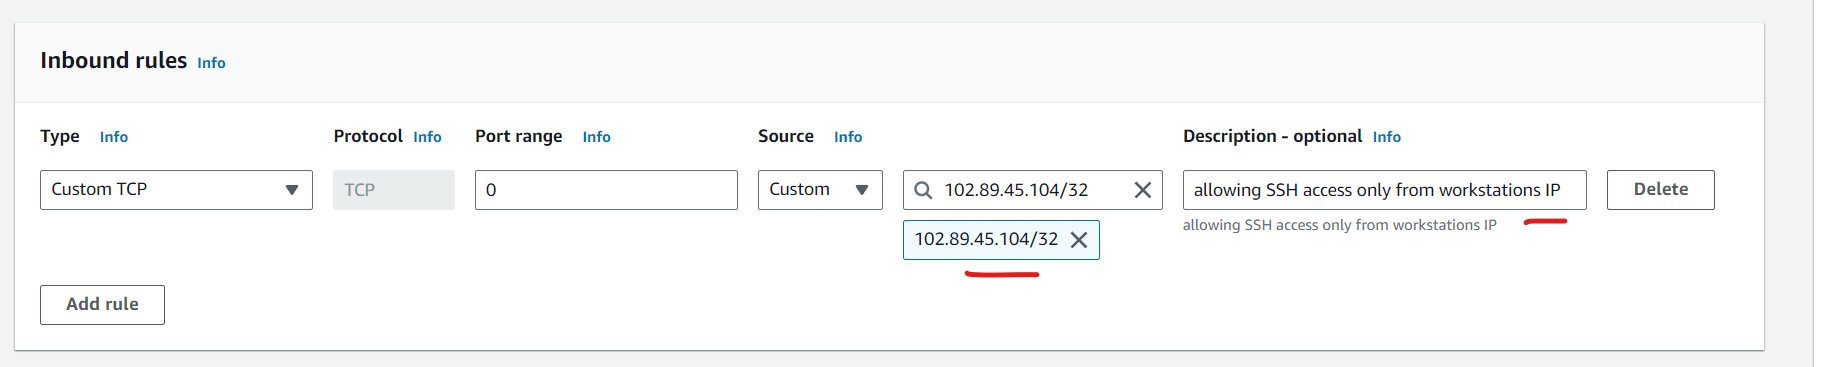 Inbound rules Info
Type Info Protocol Info Port range Info Source Info Description - optional Info
Custom TCP TCP 0 Custom 102.89.45.104/32 allowing SSH access only from workstations IP Delete
102.89.45.104/32 allowing SSH access only from workstations IP
Add rule